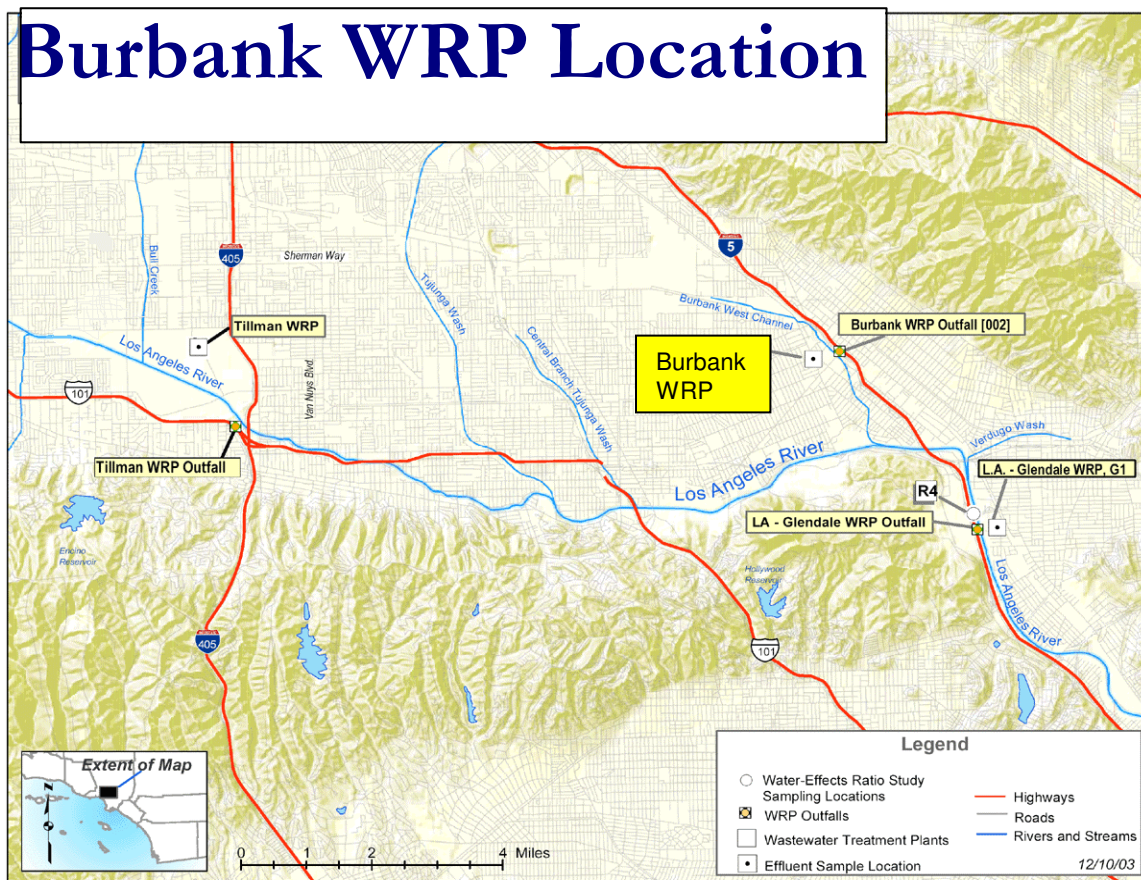 Burbank WRP Location
405
Sherman Way
5
Bull Creek
Tujunga Wash
Burbank West Channel
Tillman WRP
Burbank WRP Outfall [002]
Los Angeles River
Central Branch Tujunga Wash
Burbank
WRP
101
Van Nuys Blvd.
Verdugo Wash
Los Angeles River
Tillman WRP Outfall
L.A. - Glendale WRP, G1
R4
LA - Glendale WRP Outfall
Encino
Reservoir
Hollywood
Reservoir
Los Angeles River
405
101
Legend
Water-Effects Ratio Study
Sampling Locations
WRP Outfalls
Wastewater Treatment Plants
Effluent Sample Location
Highways
Roads
Rivers and Streams
12/10/03
Extent of Map
N
0 1 2 4 Miles